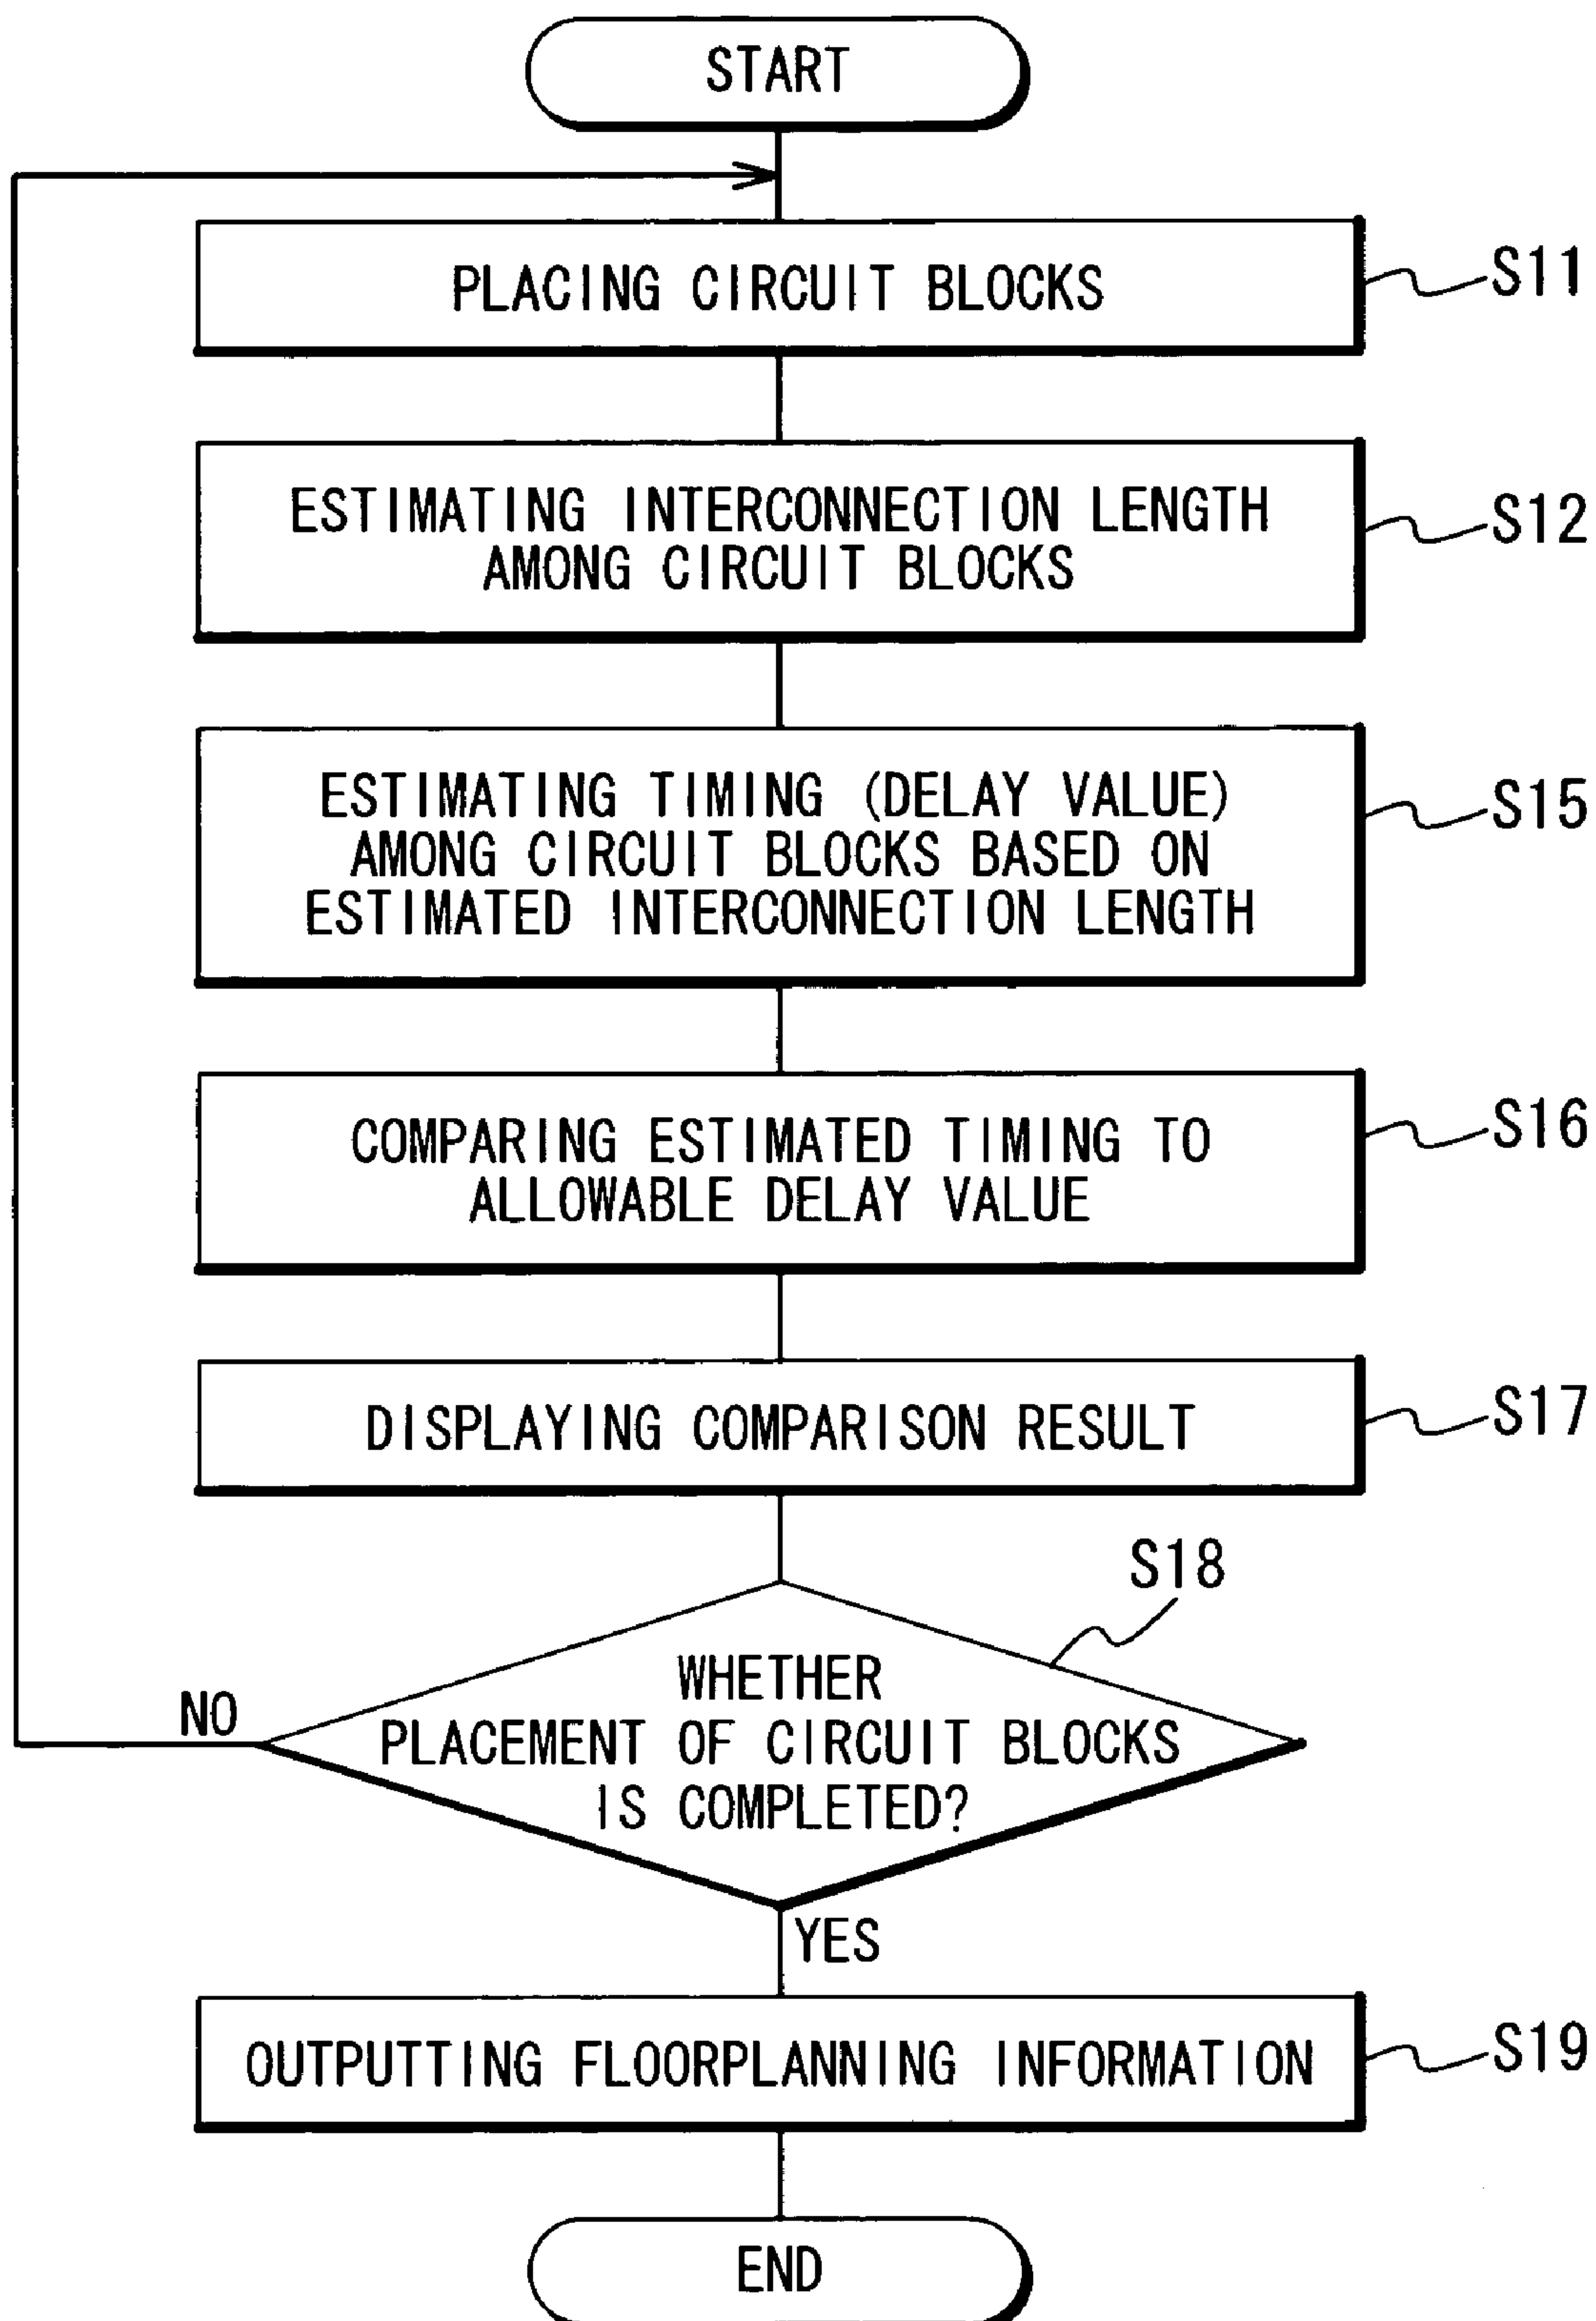 START
PLACING CIRCUIT BLOCKS
S11
ESTIMATING INTERCONNECTION LENGTH
AMONG CIRCUIT BLOCKS
S12
ESTIMATING TIMING (DELAY VALUE)
AMONG CIRCUIT BLOCKS BASED ON
ESTIMATED INTERCONNECTION LENGTH
S15
COMPARING ESTIMATED TIMING TO
ALLOWABLE DELAY VALUE
S16
DISPLAYING COMPARISON RESULT
S17
S18
WHETHER
PLACEMENT OF CIRCUIT BLOCKS
IS COMPLETED?
NO
YES
OUTPUTTING FLOORPLANNING INFORMATION
S19
END